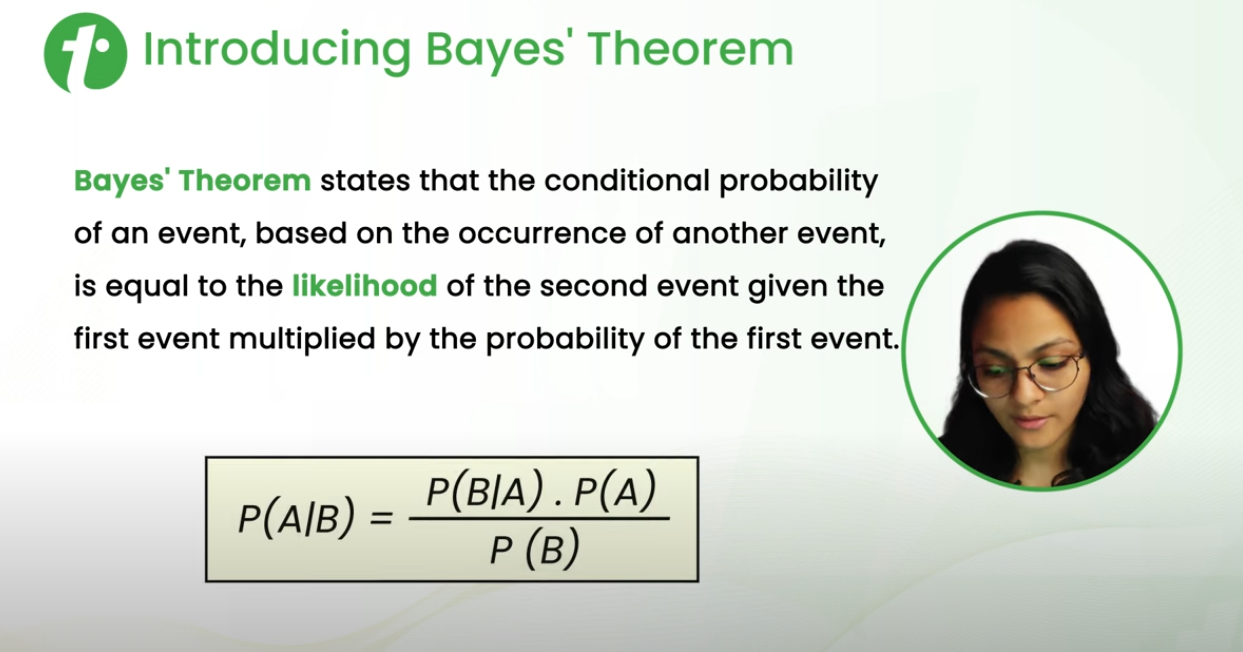 Introducing Bayes' Theorem
Bayes' Theorem states that the conditional probability
of an event, based on the occurrence of another event,
is equal to the likelihood of the second event given the
first event multiplied by the probability of the first event.
P(A|B) = P(B|A) . P(A) / P (B)